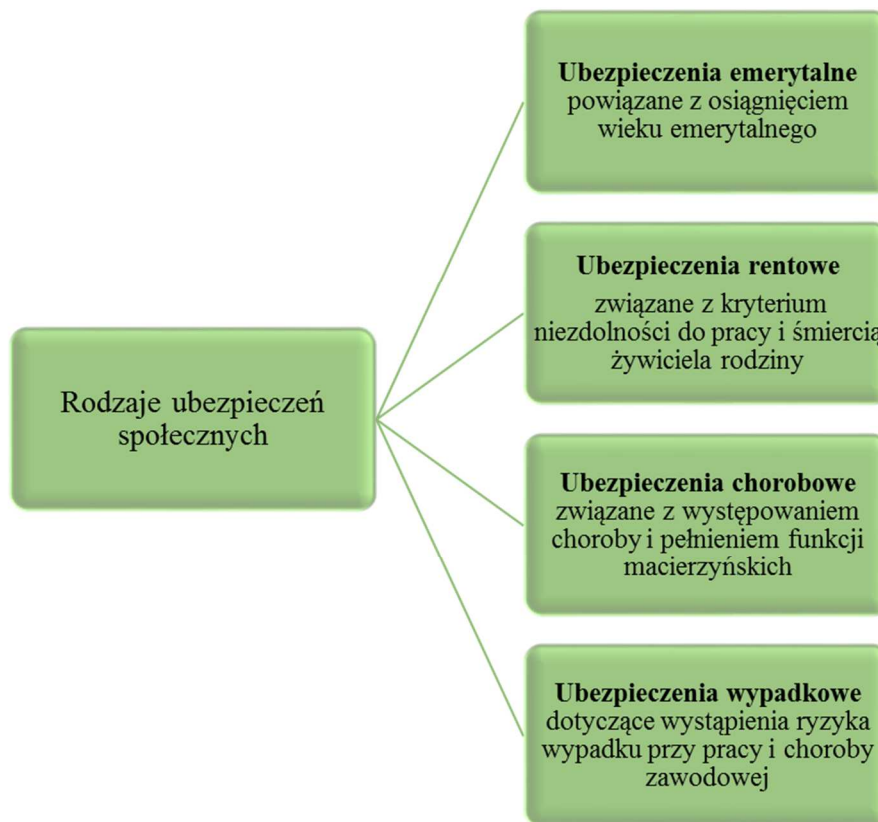 Rodzaje ubezpieczeń
społecznych
Ubezpieczenia emerytalne
powiązane z osiągnięciem
wieku emerytalnego
Ubezpieczenia rentowe
związane z kryterium
niezdolności do pracy i śmiercią
żywiciela rodziny
Ubezpieczenia chorobowe
związane z występowaniem
choroby i pełnieniem funkcji
macierzyńskich
Ubezpieczenia wypadkowe
dotyczące wystąpienia ryzyka
wypadku przy pracy i choroby
zawodowej